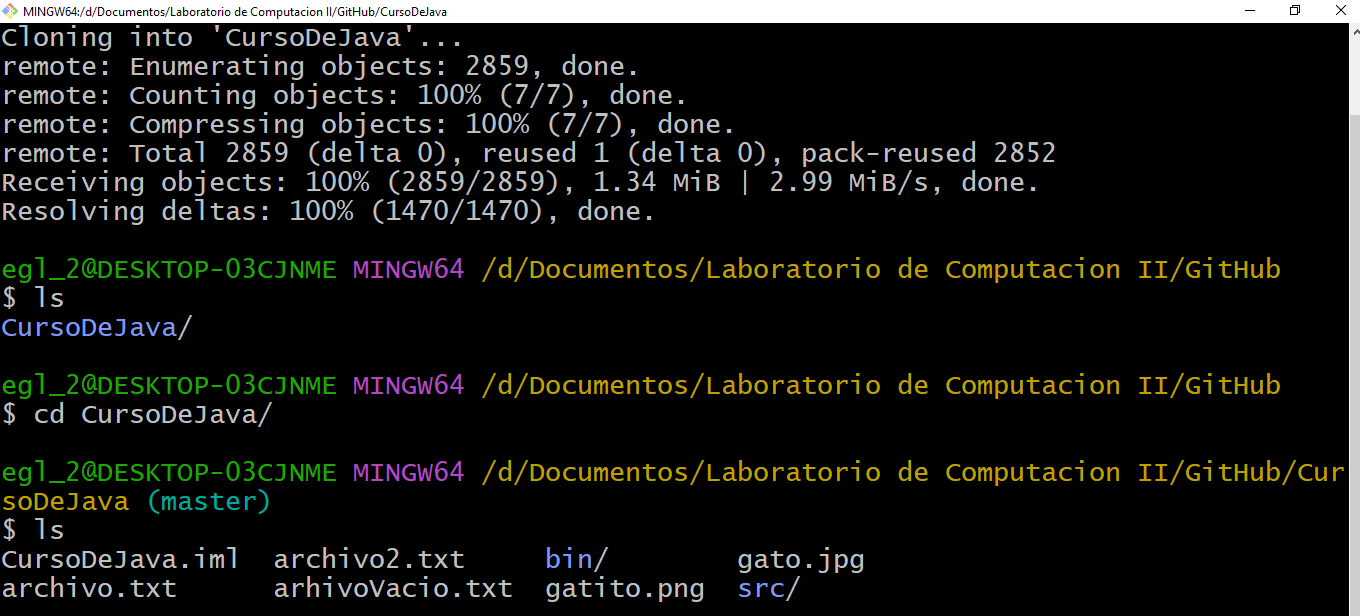 MINGW64:/d/Documentos/Laboratorio de Computacion II/GitHub/CursoDeJava
Cloning into 'CursoDeJava'...
remote: Enumerating objects: 2859, done.
remote: Counting objects: 100% (7/7), done.
remote: Compressing objects: 100% (7/7), done.
remote: Total 2859 (delta 0), reused 1 (delta 0), pack-reused 2852
Receiving objects: 100% (2859/2859), 1.34 MiB | 2.99 MiB/s, done.
Resolving deltas: 100% (1470/1470), done.
egl_2@DESKTOP-03CJNME MINGW64 /d/Documentos/Laboratorio de Computacion II/GitHub
$ ls
CursoDeJava/
egl_2@DESKTOP-03CJNME MINGW64 /d/Documentos/Laboratorio de Computacion II/GitHub
$ cd CursoDeJava/
egl_2@DESKTOP-03CJNME MINGW64 /d/Documentos/Laboratorio de Computacion II/GitHub/Cur
soDeJava (master)
$ ls
CursoDeJava.iml archivo2.txt bin/ gato.jpg
archivo.txt arhivoVacio.txt gatito.png src/